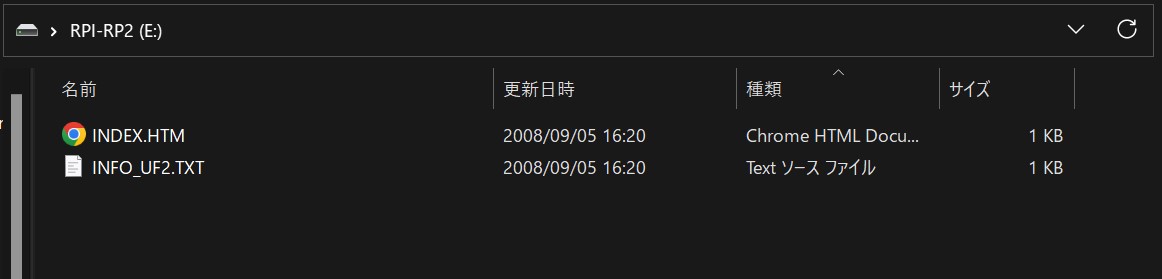 RPI-RP2 (E:)
名前 更新日時 種類 サイズ
INDEX.HTM 2008/09/05 16:20 Chrome HTML Docu... 1 KB
INFO_UF2.TXT 2008/09/05 16:20 Text ソース ファイル 1 KB